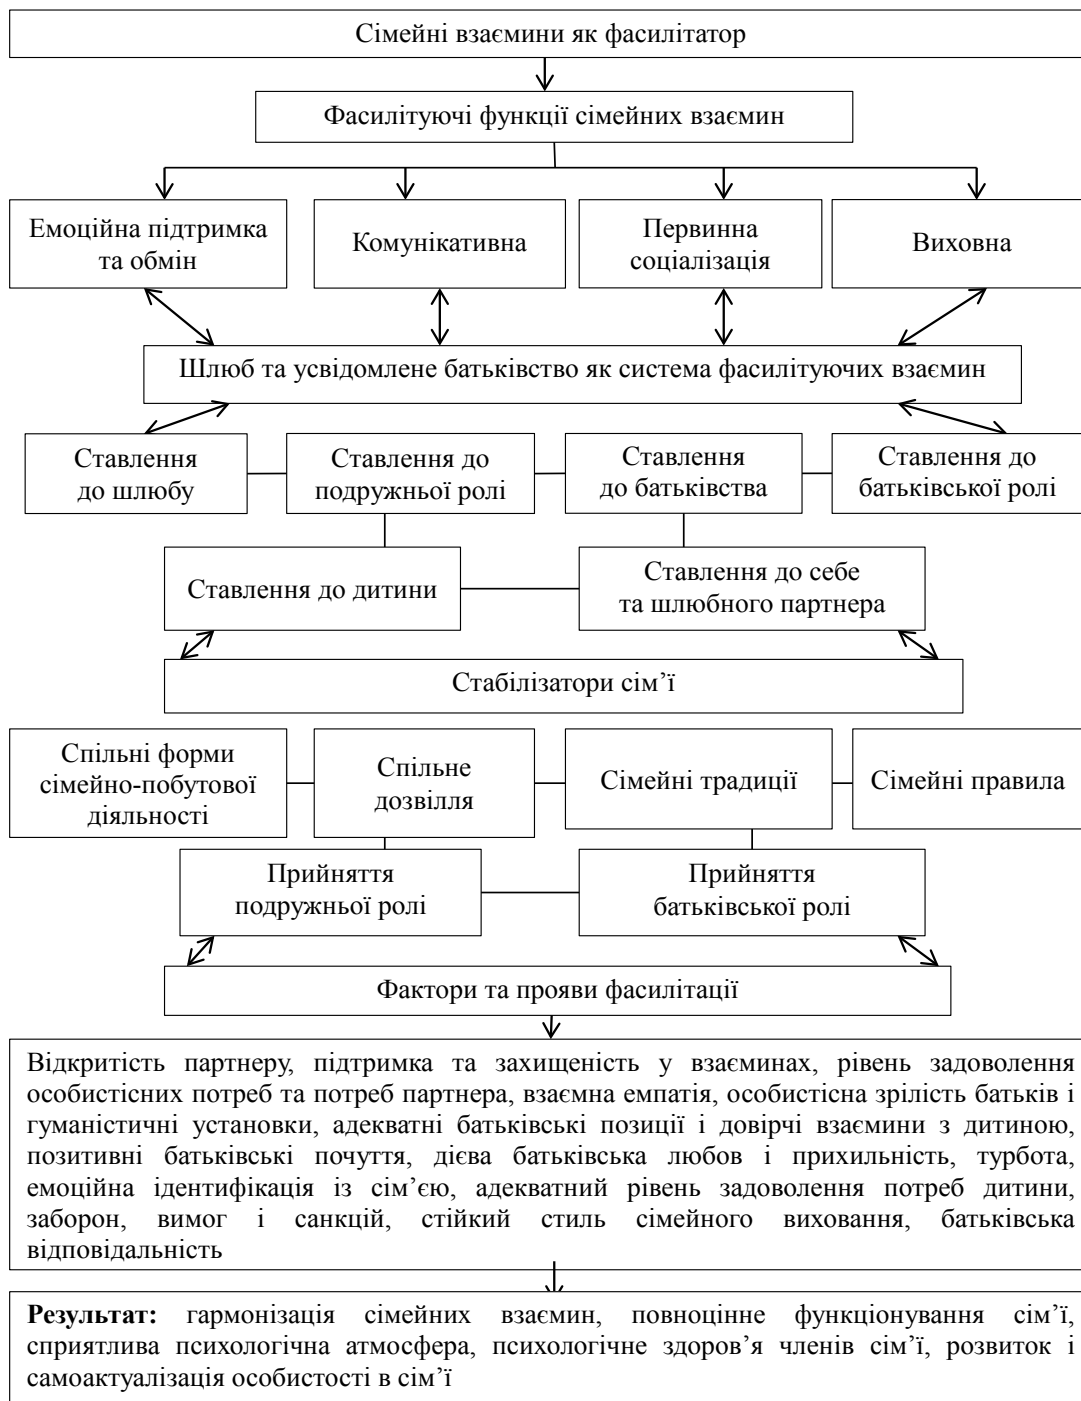 Сімейні взаємини як фасилітатор
Фасилітуючі функції сімейних взаємин
Емоційна підтримка
та обмін
Комунікативна
Первинна
соціалізація
Виховна
Шлюб та усвідомлене батьківство як система фасилітуючих взаємин
Ставлення
до шлюбу
Ставлення до
подружньої ролі
Ставлення
до батьківства
Ставлення до
батьківської ролі
Ставлення до дитини
Ставлення до себе
та шлюбного партнера
Стабілізатори сім’ї
Спільні форми
сімейно-побутової
діяльності
Спільне
дозвілля
Сімейні традиції
Сімейні правила
Прийняття
подружньої ролі
Прийняття
батьківської ролі
Фактори та прояви фасилітації
Відкритість партнеру, підтримка та захищеність у взаєминах, рівень задоволення
особистісних потреб та потреб партнера, взаємна емпатія, особистісна зрілість батьків і
гуманістичні установки, адекватні батьківські позиції і довірчі взаємини з дитиною,
позитивні батьківські почуття, дієва батьківська любов і прихильність, турбота,
емоційна ідентифікація із сім’єю, адекватний рівень задоволення потреб дитини,
заборон, вимог і санкцій, стійкий стиль сімейного виховання, батьківська
відповідальність
Результат: гармонізація сімейних взаємин, повноцінне функціонування сім’ї,
сприятлива психологічна атмосфера, психологічне здоров’я членів сім’ї, розвиток і
самоактуалізація особистості в сім’ї